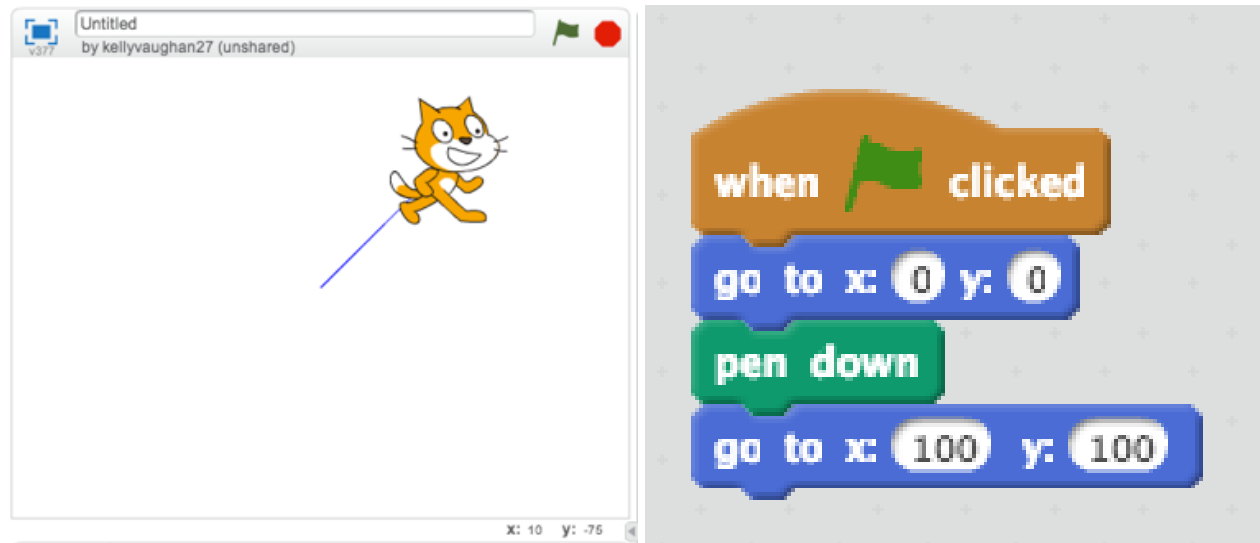 Untitled
v377
by kellyvaughan27 (unshared)
x: 10 y: -75
when clicked
go to x: 0 y: 0
pen down
go to x: 100 y: 100